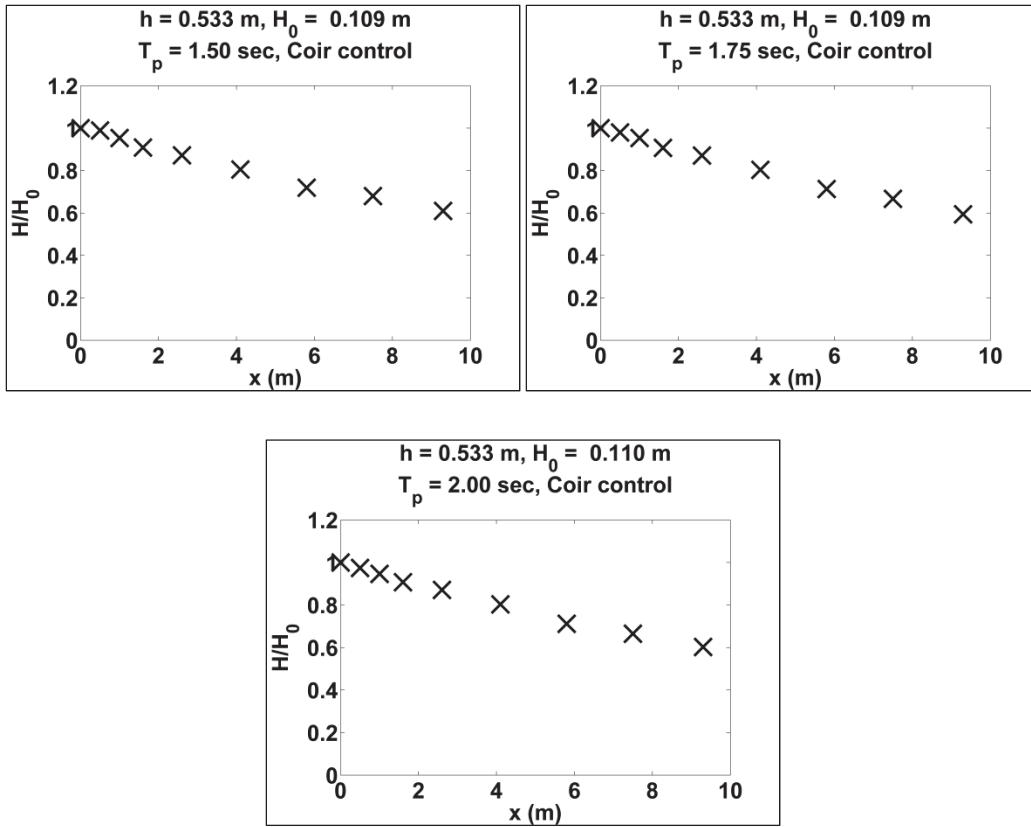 h = 0.533 m, H0 = 0.109 m
Tp = 1.50 sec, Coir control
1.2
1
0.8
0.6
0.4
0.2
0
H/H0
0 2 4 6 8 10
x (m)
h = 0.533 m, H0 = 0.109 m
Tp = 1.75 sec, Coir control
1.2
1
0.8
0.6
0.4
0.2
0
H/H0
0 2 4 6 8 10
x (m)
h = 0.533 m, H0 = 0.110 m
Tp = 2.00 sec, Coir control
1.2
1
0.8
0.6
0.4
0.2
0
H/H0
0 2 4 6 8 10
x (m)